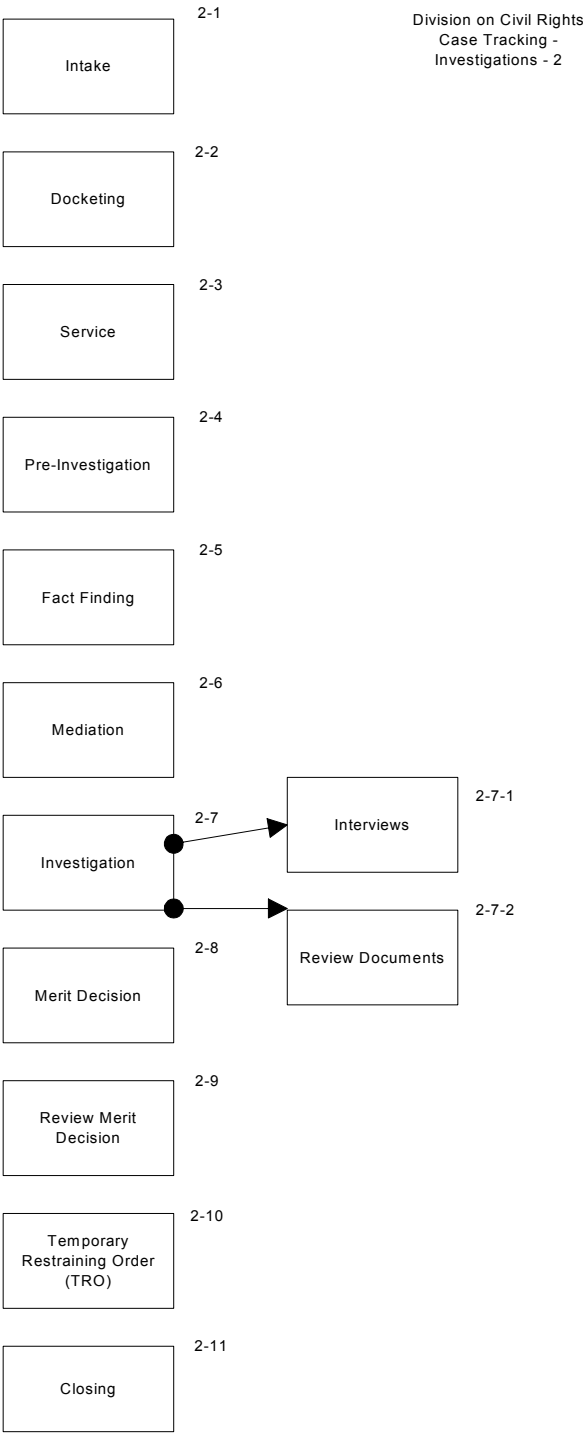 Division on Civil Rights
Case Tracking -
Investigations - 2
2-1
Intake
2-2
Docketing
2-3
Service
2-4
Pre-Investigation
2-5
Fact Finding
2-6
Mediation
2-7
Investigation
2-7-1
Interviews
2-7-2
Review Documents
2-8
Merit Decision
2-9
Review Merit
Decision
2-10
Temporary
Restraining Order
(TRO)
2-11
Closing